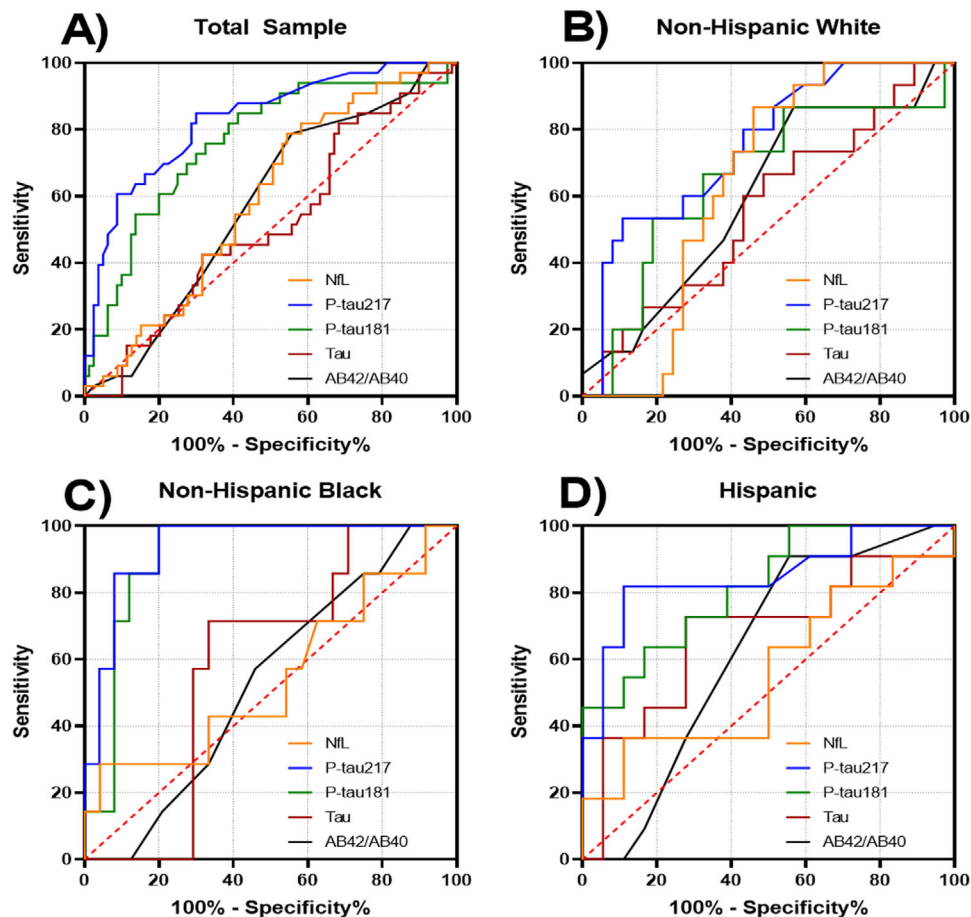 A)
Total Sample
100
80
60
40
20
0
Sensitivity
NfL
P-tau217
P-tau181
Tau
AB42/AB40
0 20 40 60 80 100
100% - Specificity%
B)
Non-Hispanic White
100
80
60
40
20
0
Sensitivity
NfL
P-tau217
P-tau181
Tau
AB42/AB40
0 20 40 60 80 100
100% - Specificity%
C)
Non-Hispanic Black
100
80
60
40
20
0
Sensitivity
NfL
P-tau217
P-tau181
Tau
AB42/AB40
0 20 40 60 80 100
100% - Specificity%
D)
Hispanic
100
80
60
40
20
0
Sensitivity
NfL
P-tau217
P-tau181
Tau
AB42/AB40
0 20 40 60 80 100
100% - Specificity%